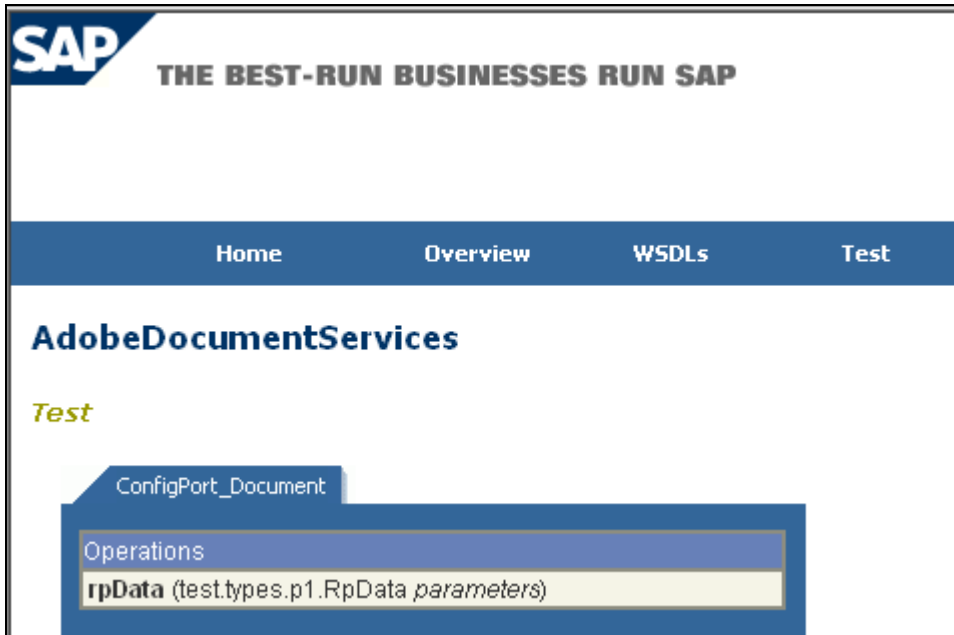 SAP
THE BEST-RUN BUSINESSES RUN SAP
Home Overview WSDLs Test
AdobeDocumentServices
Test
ConfigPort_Document
Operations
rpData (test.types.p1.RpData parameters)